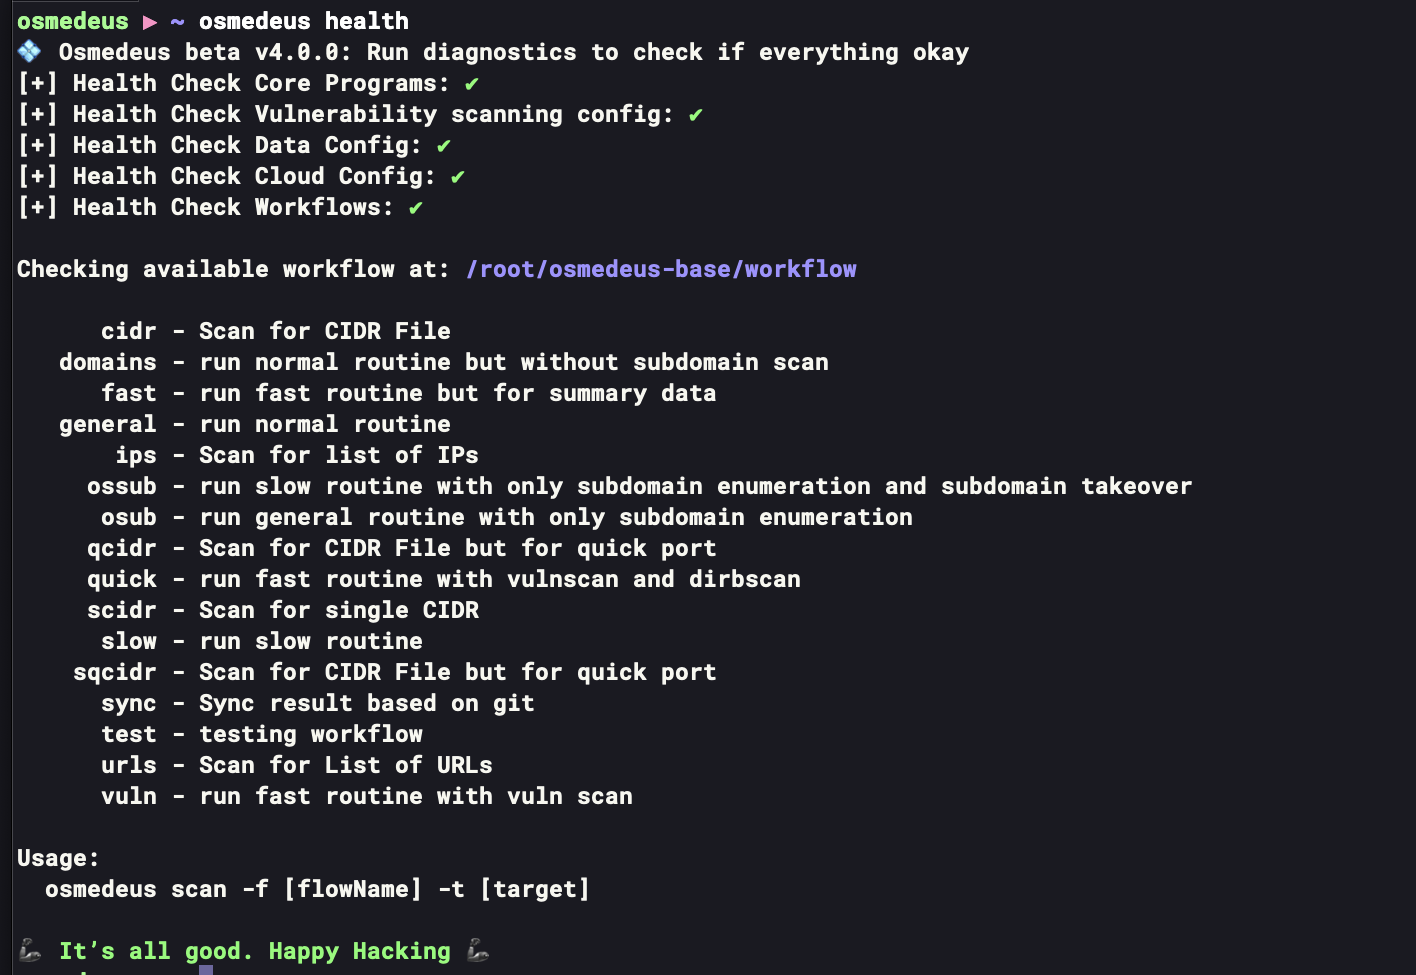 osmedeus ▶ ~ osmedeus health
💠 Osmedeus beta v4.0.0: Run diagnostics to check if everything okay
[+] Health Check Core Programs: ✔
[+] Health Check Vulnerability scanning config: ✔
[+] Health Check Data Config: ✔
[+] Health Check Cloud Config: ✔
[+] Health Check Workflows: ✔
Checking available workflow at: /root/osmedeus-base/workflow
cidr - Scan for CIDR File
domains - run normal routine but without subdomain scan
fast - run fast routine but for summary data
general - run normal routine
ips - Scan for list of IPs
ossub - run slow routine with only subdomain enumeration and subdomain takeover
osub - run general routine with only subdomain enumeration
qcidr - Scan for CIDR File but for quick port
quick - run fast routine with vulnscan and dirbscan
scidr - Scan for single CIDR
slow - run slow routine
sqcidr - Scan for CIDR File but for quick port
sync - Sync result based on git
test - testing workflow
urls - Scan for List of URLs
vuln - run fast routine with vuln scan
Usage:
osmedeus scan -f [flowName] -t [target]
🦾 It’s all good. Happy Hacking 🦾